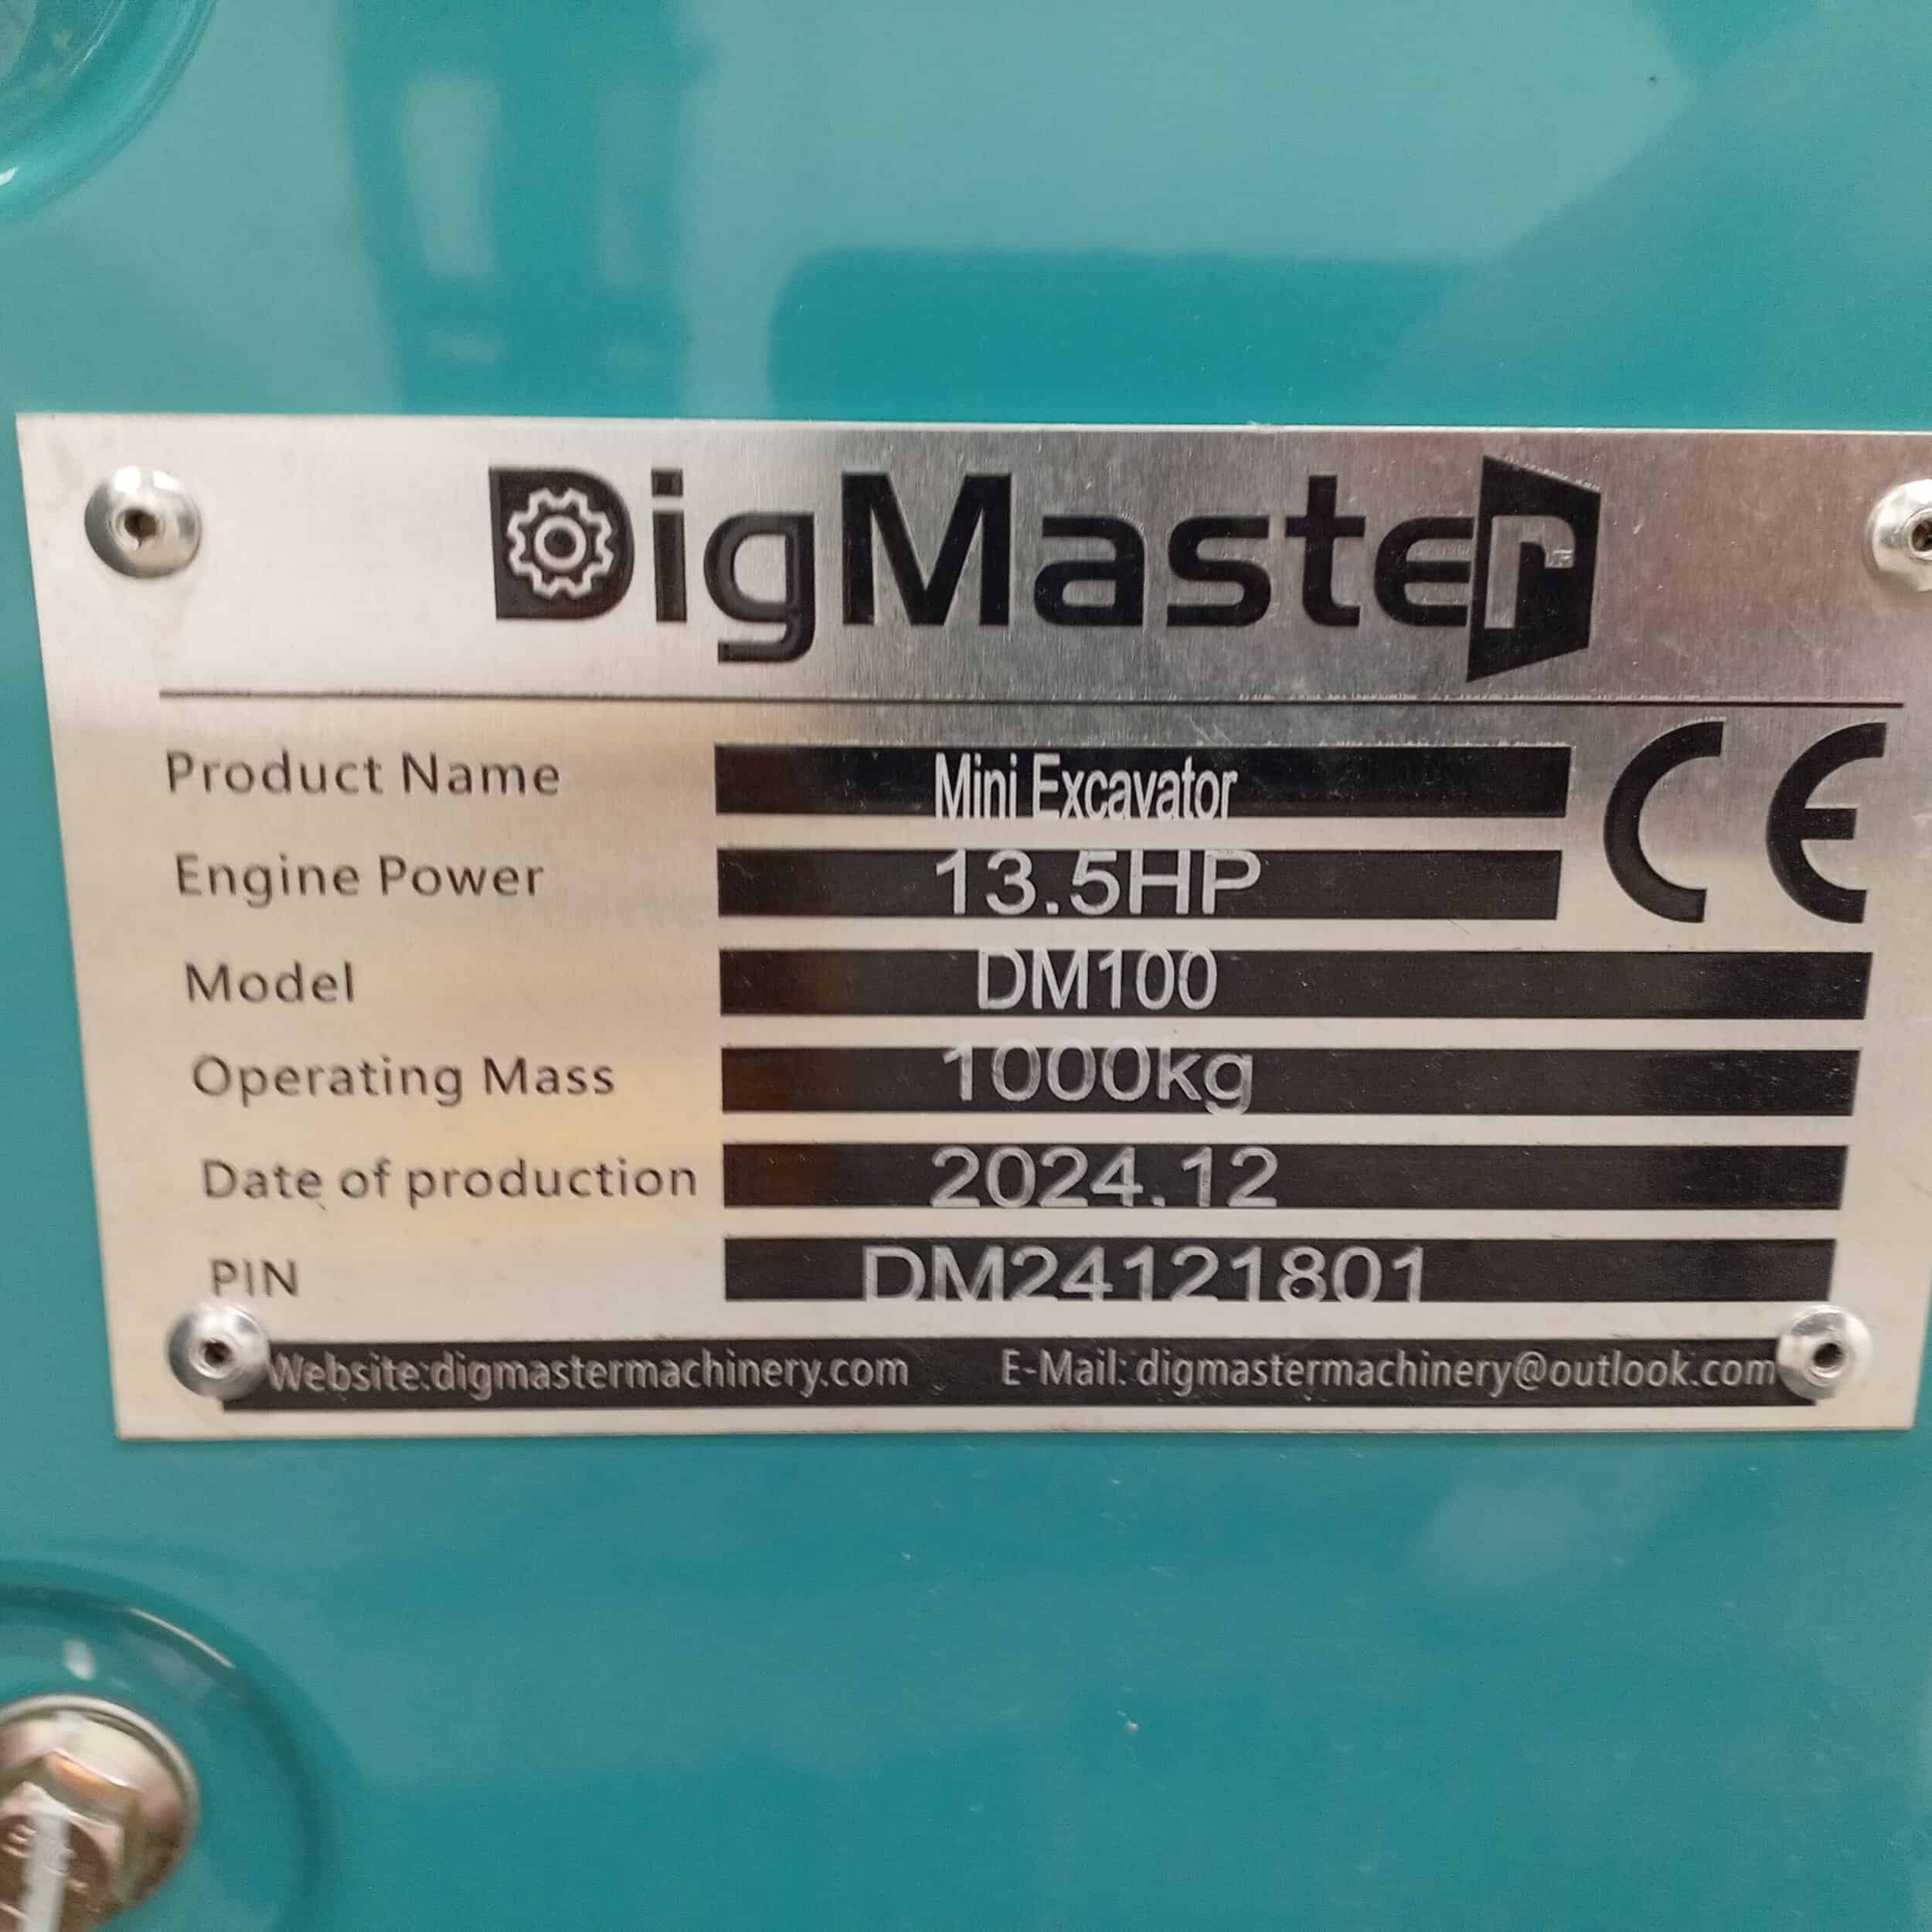 DigMaster
Product Name Mini Excavator
CE
Engine Power 13.5HP
Model DM100
Operating Mass 1000kg
Date of production 2024.12
PIN DM24121801
Website:digmastermachinery.com E-Mail: digmastermachinery@outlook.com